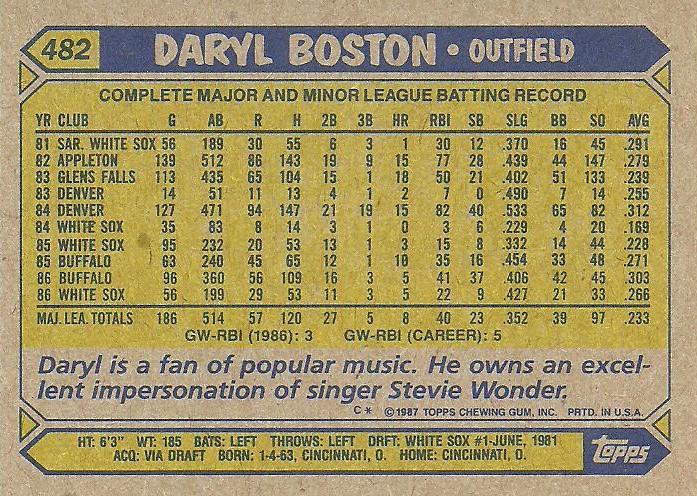 482 DARYL BOSTON • OUTFIELD
COMPLETE MAJOR AND MINOR LEAGUE BATTING RECORD
YR CLUB G AB R H 2B 3B HR RBI SB SLG BB SO AVG
81 SAR. WHITE SOX 56 189 30 55 6 3 1 30 12 .370 16 45 .291
82 APPLETON 139 512 86 143 19 9 15 77 28 .439 44 147 .279
83 GLENS FALLS 113 435 65 104 15 1 18 50 21 .402 51 133 .239
83 DENVER 14 51 11 13 4 1 2 7 0 .490 7 14 .255
84 DENVER 127 471 94 147 21 19 15 82 40 .533 65 82 .312
84 WHITE SOX 35 83 8 14 3 1 0 3 6 .229 4 20 .169
85 WHITE SOX 95 232 20 53 13 1 3 15 8 .332 14 44 .228
85 BUFFALO 63 240 45 65 12 1 10 35 16 .454 33 48 .271
86 BUFFALO 96 360 56 109 16 3 5 41 37 .406 42 45 .303
86 WHITE SOX 56 199 29 53 11 3 5 22 9 .427 21 33 .266
MAJ. LEA. TOTALS 186 514 57 120 27 5 8 40 23 .352 39 97 .233
GW-RBI (1986): 3 GW-RBI (CAREER): 5
Daryl is a fan of popular music. He owns an excel-
lent impersonation of singer Stevie Wonder.
C* ©1987 TOPPS CHEWING GUM, INC. PRTD. IN U.S.A.
HT: 6'3" WT: 185 BATS: LEFT THROWS: LEFT DRFT: WHITE SOX #1-JUNE, 1981
ACQ: VIA DRAFT BORN: 1-4-63, CINCINNATI, O. HOME: CINCINNATI, O.
topps